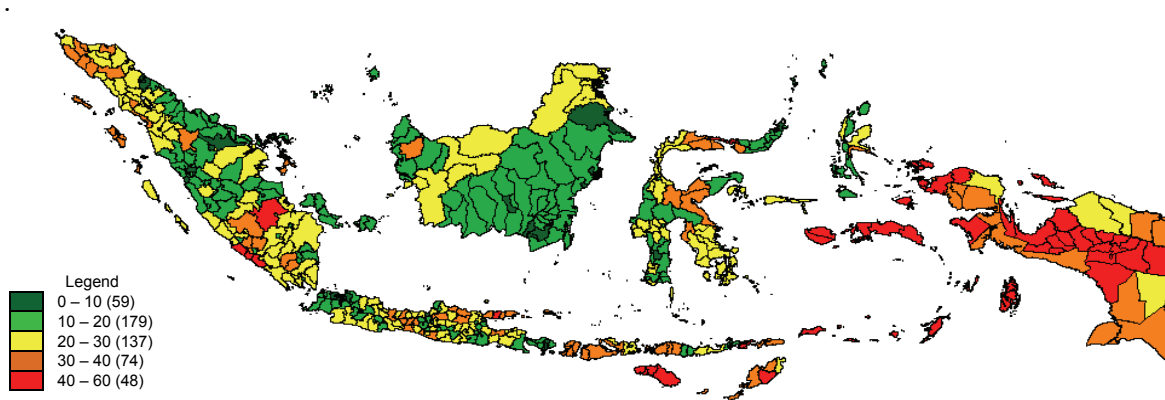 .
Legend
0 – 10 (59)
10 – 20 (179)
20 – 30 (137)
30 – 40 (74)
40 – 60 (48)